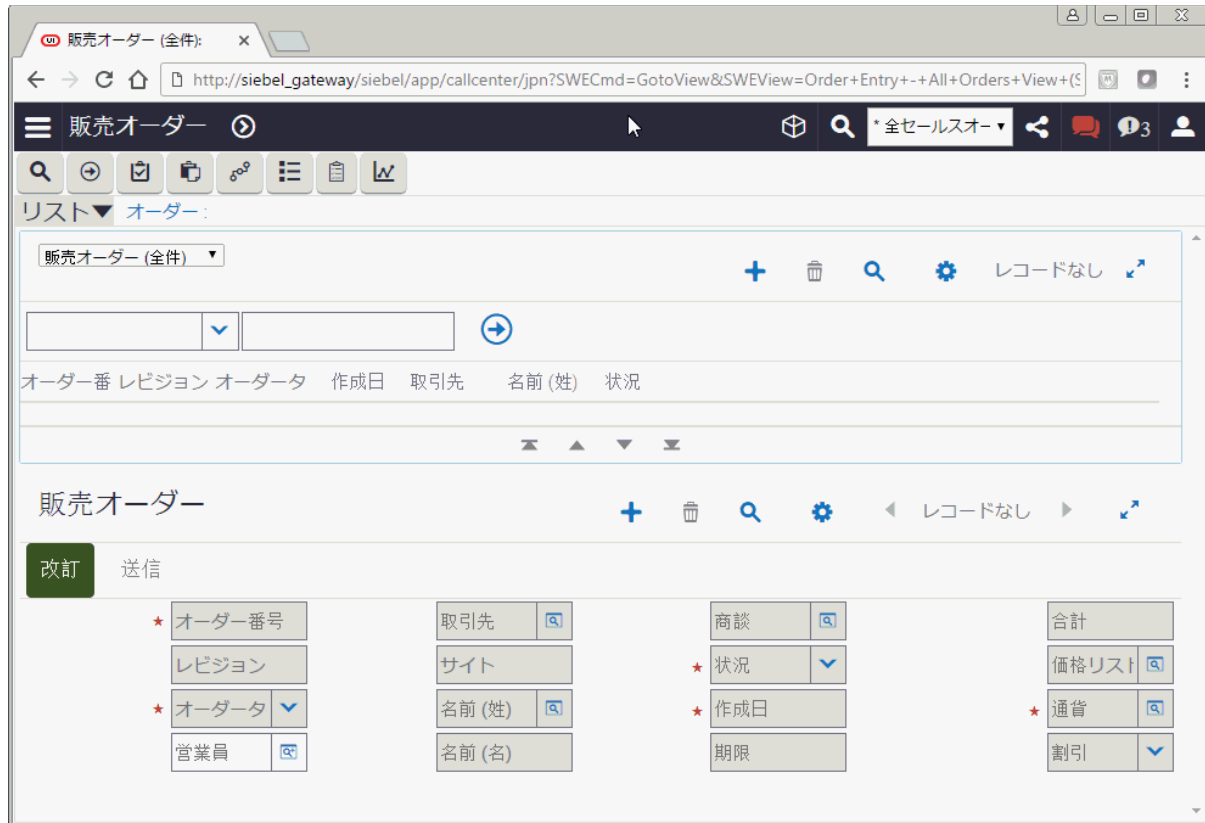 販売オーダー (全件):
http://siebel_gateway/siebel/app/callcenter/jpn?SWECmd=GotoView&SWEView=Order+Entry+-+All+Orders+View+(S
販売オーダー
* 全セールスオー
3
リスト オーダー :
販売オーダー (全件)
レコードなし
オーダー番 レビジョン オーダータ 作成日 取引先 名前 (姓) 状況
販売オーダー
レコードなし
改訂 送信
* オーダー番号 取引先 商談 合計
レビジョン サイト * 状況 価格リスト
* オーダータ 名前 (姓) * 作成日 * 通貨
営業員 名前 (名) 期限 割引